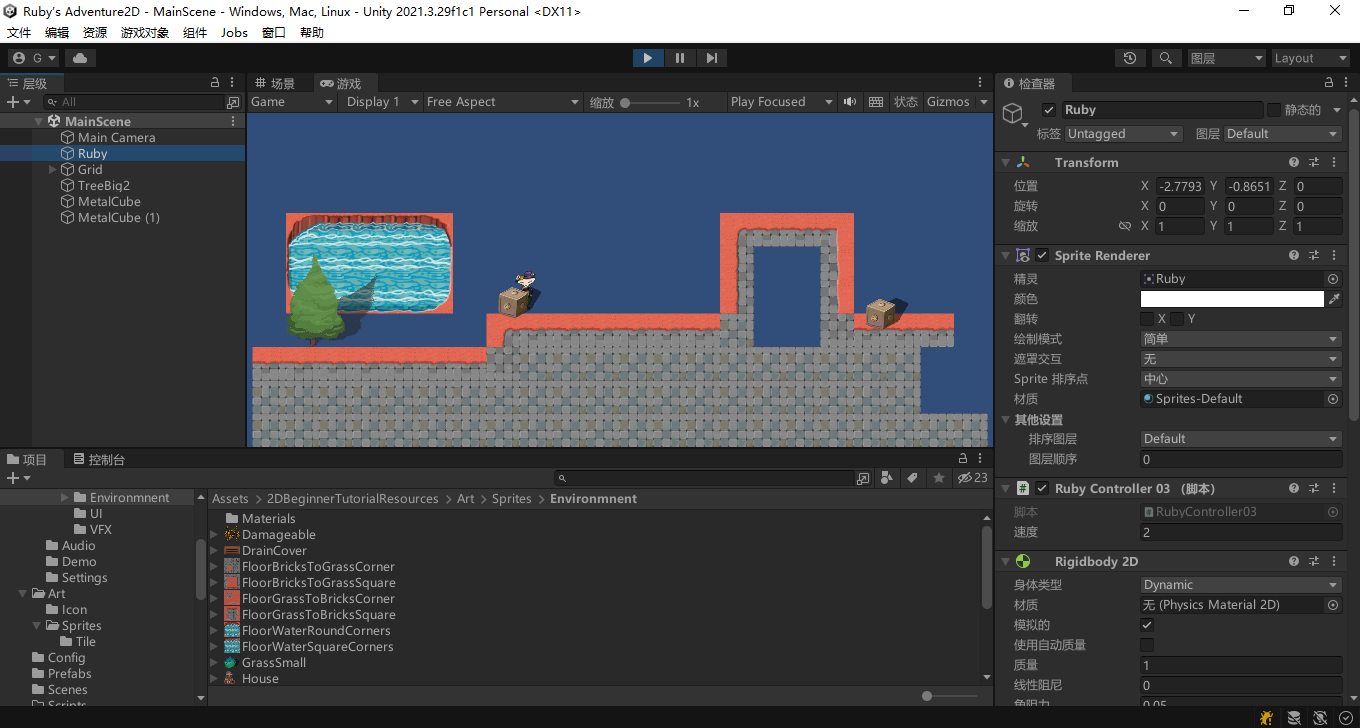 Ruby's Adventure2D - MainScene - Windows, Mac, Linux - Unity 2021.3.29f1c1 Personal <DX11>
文件 编辑 资源 游戏对象 组件 Jobs 窗口 帮助
G 图层 Layout
层级
All
MainScene
Main Camera
Ruby
Grid
TreeBig2
MetalCube
MetalCube (1)
场景 游戏
Game Display 1 Free Aspect 缩放 1x Play Focused 状态 Gizmos
检查器
Ruby 静态的
标签 Untagged 图层 Default
Transform
位置 X -2.7793 Y -0.8651 Z 0
旋转 X 0 Y 0 Z 0
缩放 X 1 Y 1 Z 1
Sprite Renderer
精灵 Ruby
颜色
翻转 X Y
绘制模式 简单
遮罩交互 无
Sprite 排序点 中心
材质 Sprites-Default
其他设置
排序图层 Default
图层顺序 0
Ruby Controller 03 (脚本)
脚本 RubyController03
速度 2
Rigidbody 2D
身体类型 Dynamic
材质 无 (Physics Material 2D)
模拟的
使用自动质量
质量 1
线性阻尼 0
角阻力 0.05
项目 控制台
23
Environmnent
UI
VFX
Audio
Demo
Settings
Art
Icon
Sprites
Tile
Config
Prefabs
Scenes
Scripts
Assets > 2DBeginnerTutorialResources > Art > Sprites > Environmnent
Materials
Damageable
DrainCover
FloorBricksToGrassCorner
FloorBricksToGrassSquare
FloorGrassToBricksCorner
FloorGrassToBricksSquare
FloorWaterRoundCorners
FloorWaterSquareCorners
GrassSmall
House